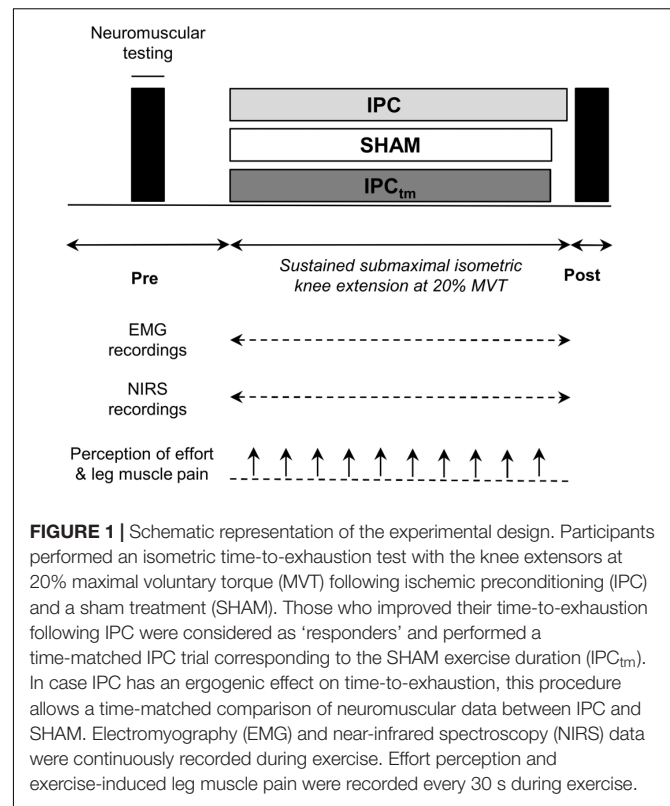 Neuromuscular
testing
IPC
SHAM
IPCtm
Pre
Sustained submaximal isometric
knee extension at 20% MVT
Post
EMG
recordings
NIRS
recordings
Perception of effort
& leg muscle pain
FIGURE 1 | Schematic representation of the experimental design. Participants
performed an isometric time-to-exhaustion test with the knee extensors at
20% maximal voluntary torque (MVT) following ischemic preconditioning (IPC)
and a sham treatment (SHAM). Those who improved their time-to-exhaustion
following IPC were considered as ‘responders’ and performed a
time-matched IPC trial corresponding to the SHAM exercise duration (IPCtm).
In case IPC has an ergogenic effect on time-to-exhaustion, this procedure
allows a time-matched comparison of neuromuscular data between IPC and
SHAM. Electromyography (EMG) and near-infrared spectroscopy (NIRS) data
were continuously recorded during exercise. Effort perception and
exercise-induced leg muscle pain were recorded every 30 s during exercise.